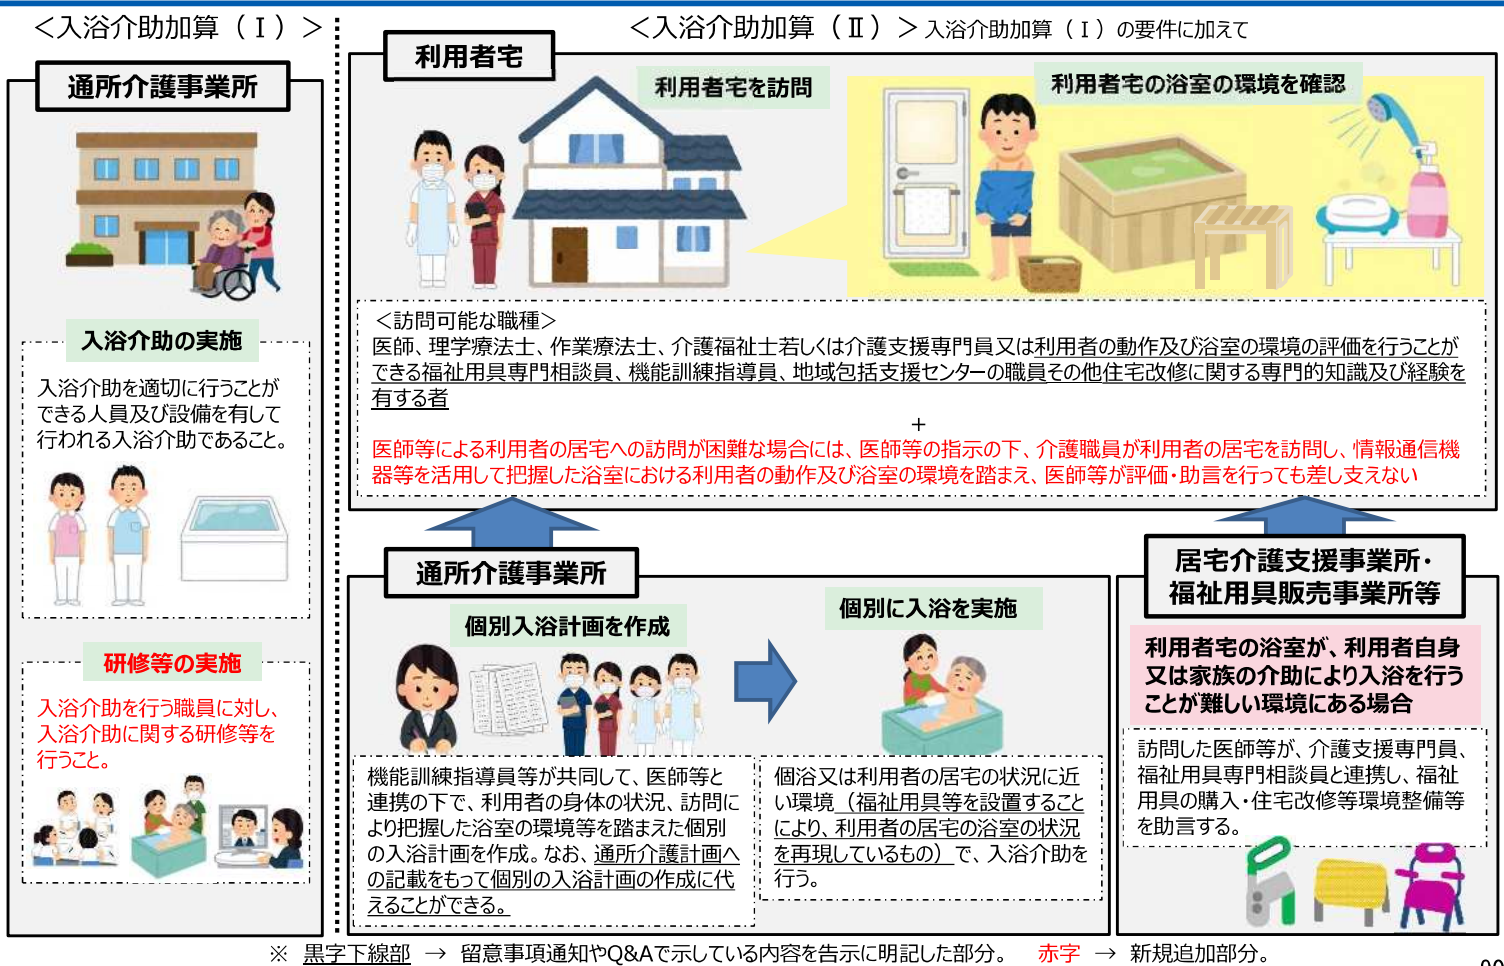 ＜入浴介助加算（Ⅰ）＞
通所介護事業所
入浴介助の実施
入浴介助を適切に行うことが
できる人員及び設備を有して
行われる入浴介助であること。
研修等の実施
入浴介助を行う職員に対し、
入浴介助に関する研修等を
行うこと。
＜入浴介助加算（Ⅱ）＞入浴介助加算（Ⅰ）の要件に加えて
利用者宅
利用者宅を訪問
利用者宅の浴室の環境を確認
＜訪問可能な職種＞
医師、理学療法士、作業療法士、介護福祉士若しくは介護支援専門員又は利用者の動作及び浴室の環境の評価を行うことが
できる福祉用具専門相談員、機能訓練指導員、地域包括支援センターの職員その他住宅改修に関する専門的知識及び経験を
有する者
＋
医師等による利用者の居宅への訪問が困難な場合には、医師等の指示の下、介護職員が利用者の居宅を訪問し、情報通信機
器等を活用して把握した浴室における利用者の動作及び浴室の環境を踏まえ、医師等が評価・助言を行っても差し支えない
通所介護事業所
個別入浴計画を作成
機能訓練指導員等が共同して、医師等と
連携の下で、利用者の身体の状況、訪問に
より把握した浴室の環境等を踏まえた個別
の入浴計画を作成。なお、通所介護計画へ
の記載をもって個別の入浴計画の作成に代
えることができる。
個別に入浴を実施
個浴又は利用者の居宅の状況に近
い環境（福祉用具等を設置すること
により、利用者の居宅の浴室の状況
を再現しているもの）で、入浴介助を
行う。
居宅介護支援事業所・
福祉用具販売事業所等
利用者宅の浴室が、利用者自身
又は家族の介助により入浴を行う
ことが難しい環境にある場合
訪問した医師等が、介護支援専門員、
福祉用具専門相談員と連携し、福祉
用具の購入・住宅改修等環境整備等
を助言する。
※ 黒字下線部 → 留意事項通知やQ&Aで示している内容を告示に明記した部分。 赤字 → 新規追加部分。